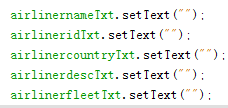 airlinernameTxt.setText("");
airlineridTxt.setText("");
airlinercountryTxt.setText("");
airlinerdescTxt.setText("");
airlinerfleetTxt.setText("");